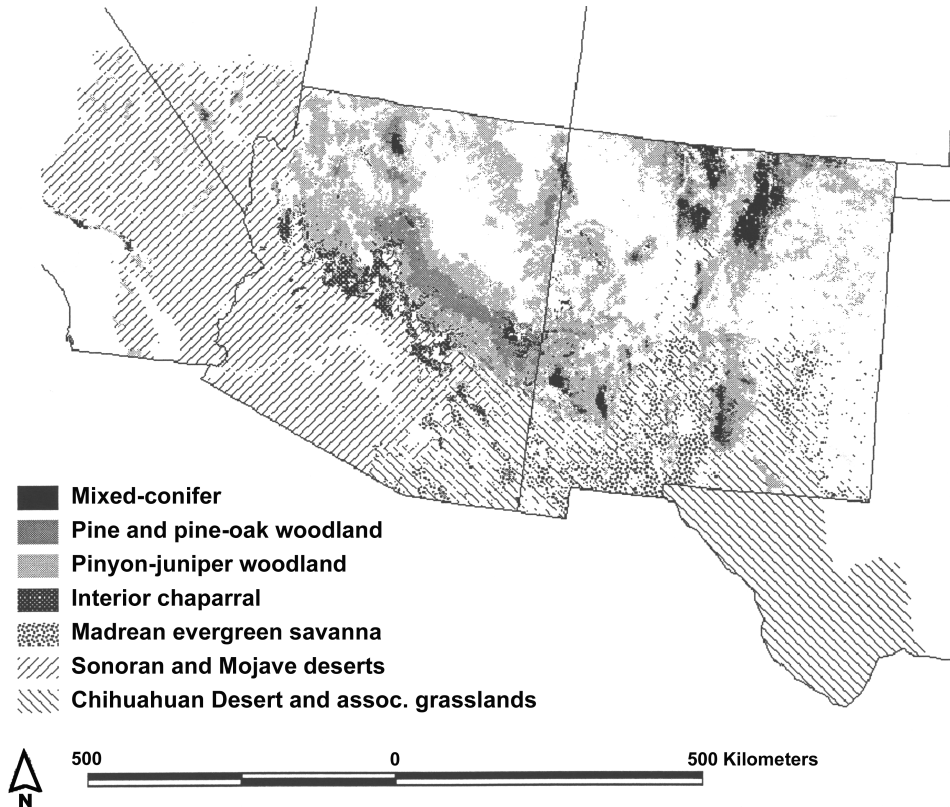 Mixed-conifer
Pine and pine-oak woodland
Pinyon-juniper woodland
Interior chaparral
Madrean evergreen savanna
Sonoran and Mojave deserts
Chihuahuan Desert and assoc. grasslands
500 0 500 Kilometers
N